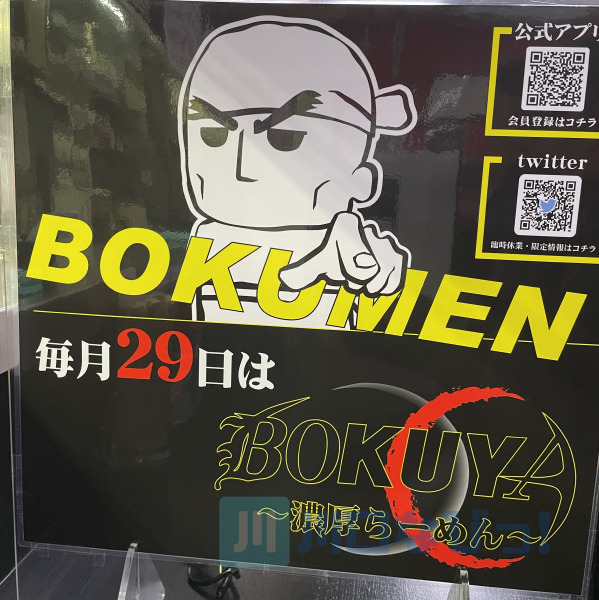 公式アプリ
会員登録はコチラ
twitter
臨時休業・限定情報はコチラ
BOKUMEN
毎月29日は
BOKUYA
～濃厚らーめん～